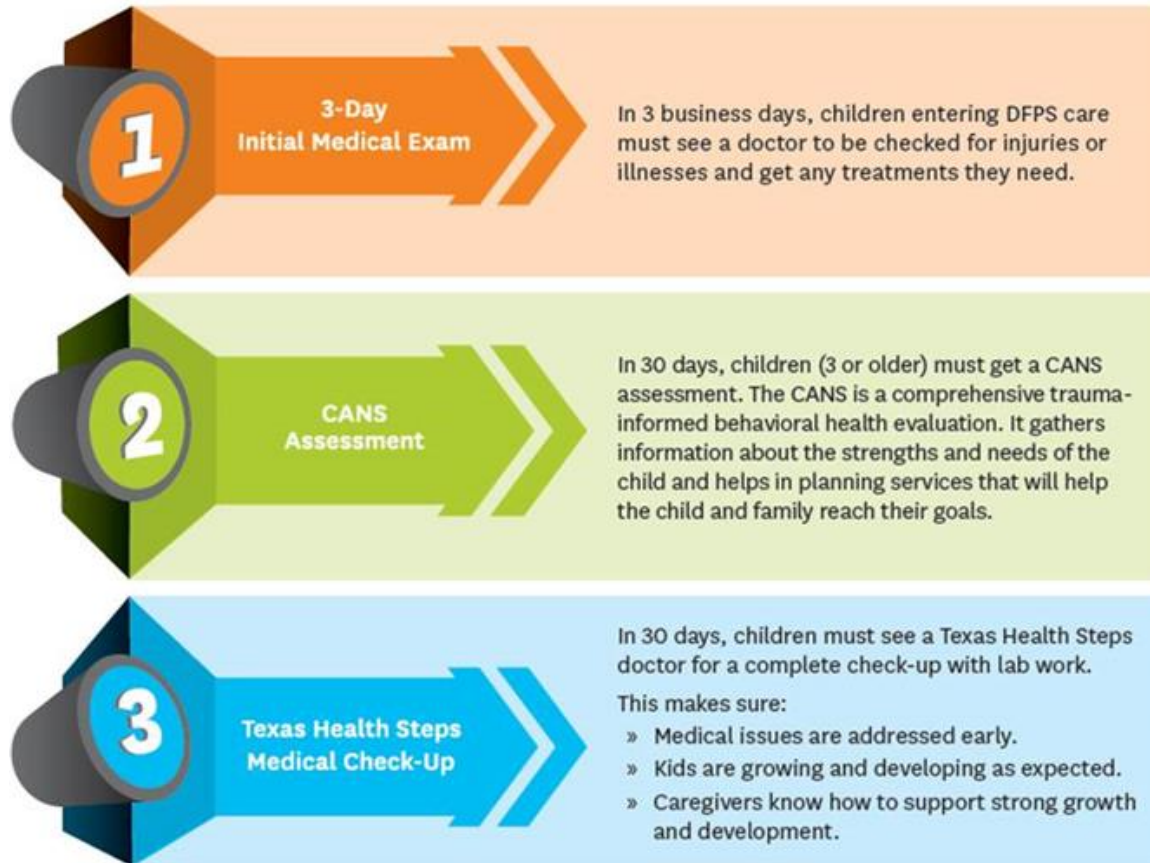 1
3-Day
Initial Medical Exam
In 3 business days, children entering DFPS care
must see a doctor to be checked for injuries or
illnesses and get any treatments they need.
2
CANS
Assessment
In 30 days, children (3 or older) must get a CANS
assessment. The CANS is a comprehensive trauma-
informed behavioral health evaluation. It gathers
information about the strengths and needs of the
child and helps in planning services that will help
the child and family reach their goals.
3
Texas Health Steps
Medical Check-Up
In 30 days, children must see a Texas Health Steps
doctor for a complete check-up with lab work.
This makes sure:
» Medical issues are addressed early.
» Kids are growing and developing as expected.
» Caregivers know how to support strong growth
and development.